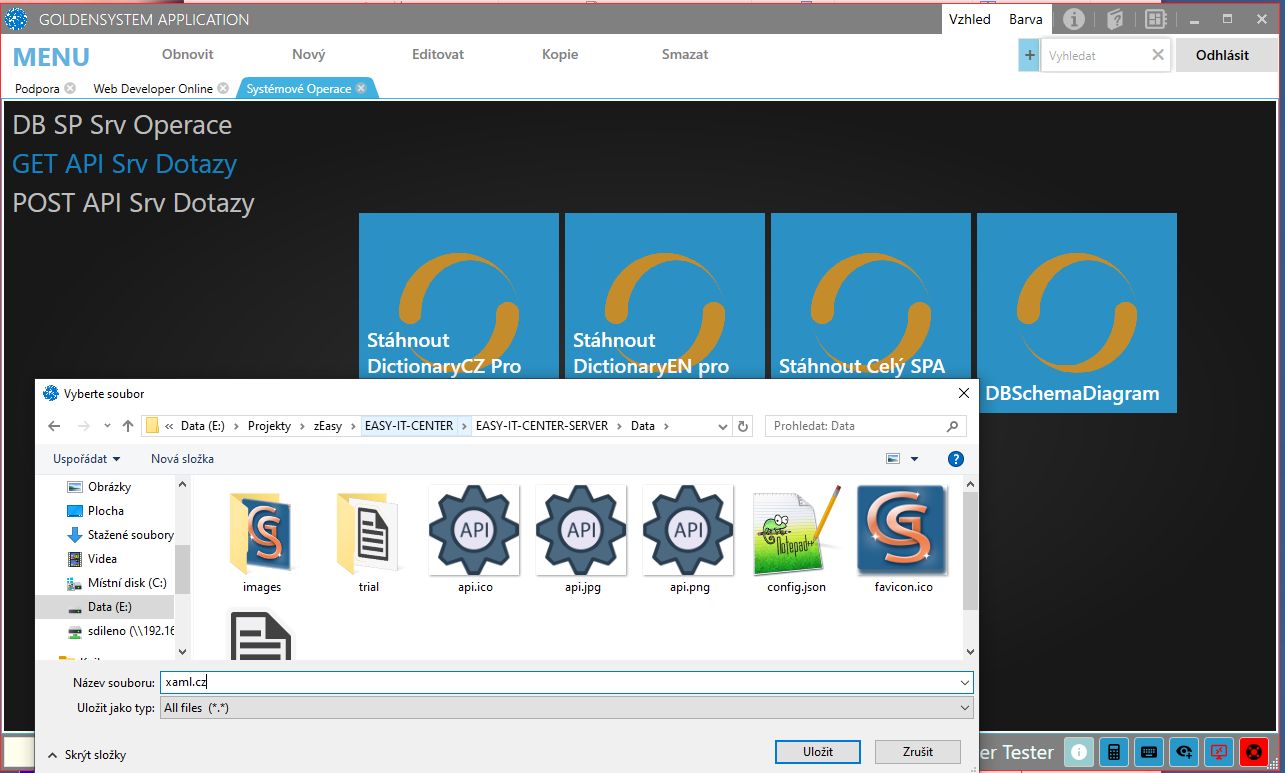 GOLDENSYSTEM APPLICATION
Vzhled Barva
MENU Obnovit Nový Editovat Kopie Smazat
+ Vyhledat Odhlásit
Podpora Web Developer Online Systémové Operace
DB SP Srv Operace
GET API Srv Dotazy
POST API Srv Dotazy
Stáhnout
DictionaryCZ Pro
Stáhnout
DictionaryEN pro
Stáhnout Celý SPA
DBSchemaDiagram
Vyberte soubor
« Data (E:) › Projekty › zEasy › EASY-IT-CENTER › EASY-IT-CENTER-SERVER › Data ›
Prohledat: Data
Uspořádat Nová složka
Obrázky
Plocha
Stažené soubory
Videa
Místní disk (C:)
Data (E:)
sdileno (\\192.16
API API API Notepad++
images trial api.ico api.jpg api.png config.json favicon.ico
Název souboru: xaml.cz
Uložit jako typ: All files (*.*)
Skrýt složky
Uložit Zrušit
er Tester